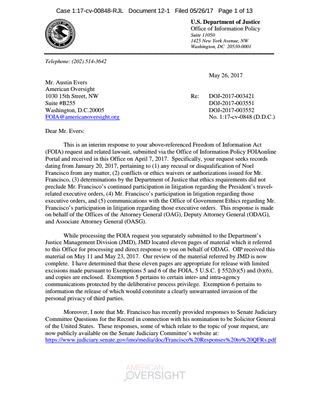 Case 1:17-cv-00848-RJL Document 12-1 Filed 05/26/17 Page 1 of 13
U.S. Department of Justice
Office of Information Policy
Suite 11050
1425 New York Avenue, NW
Washington, DC 20530-0001
Telephone: (202) 514-3642
May 26, 2017
Mr. Austin Evers
American Oversight
1030 15th Street, NW
Suite #B255
Washington, D.C.20005
FOIA@americanoversight.org
Re: DOJ-2017-003421
DOJ-2017-003551
DOJ-2017-003552
No. 1:17-cv-0848 (D.D.C.)
Dear Mr. Evers:
This is an interim response to your above-referenced Freedom of Information Act
(FOIA) request and related lawsuit, submitted via the Office of Information Policy FOIAonline
Portal and received in this Office on April 7, 2017. Specifically, your request seeks records
dating from January 20, 2017, pertaining to (1) any recusal or disqualification of Noel
Francisco from any matter, (2) conflicts or ethics waivers or authorizations issued for Mr.
Francisco, (3) determinations by the Department of Justice that ethics requirements did not
preclude Mr. Francisco's continued participation in litigation regarding the President's travel-
related executive orders, (4) Mr. Francisco's participation in litigation regarding those
executive orders, and (5) communications with the Office of Government Ethics regarding Mr.
Francisco's participation in litigation regarding those executive orders. This response is made
on behalf of the Offices of the Attorney General (OAG), Deputy Attorney General (ODAG),
and Associate Attorney General (OASG).
While processing the FOIA request you separately submitted to the Department's
Justice Management Division (JMD), JMD located eleven pages of material which it referred
to this Office for processing and direct response to you on behalf of ODAG. OIP received this
material on May 11 and May 23, 2017. Our review of the material referred by JMD is now
complete. I have determined that these eleven pages are appropriate for release with limited
excisions made pursuant to Exemptions 5 and 6 of the FOIA, 5 U.S.C. § 552(b)(5) and (b)(6),
and copies are enclosed. Exemption 5 pertains to certain inter- and intra-agency
communications protected by the deliberative process privilege. Exemption 6 pertains to
information the release of which would constitute a clearly unwarranted invasion of the
personal privacy of third parties.
Moreover, I note that Mr. Francisco has recently provided responses to Senate Judiciary
Committee Questions for the Record in connection with his nomination to be Solicitor General
of the United States. These responses, some of which relate to the topic of your request, are
now publically available on the Senate Judiciary Committee's website at:
https://www.judiciary.senate.gov/imo/media/doc/Francisco%20Responses%20to%20QFRs.pdf
AMERICAN
OVERSIGHT